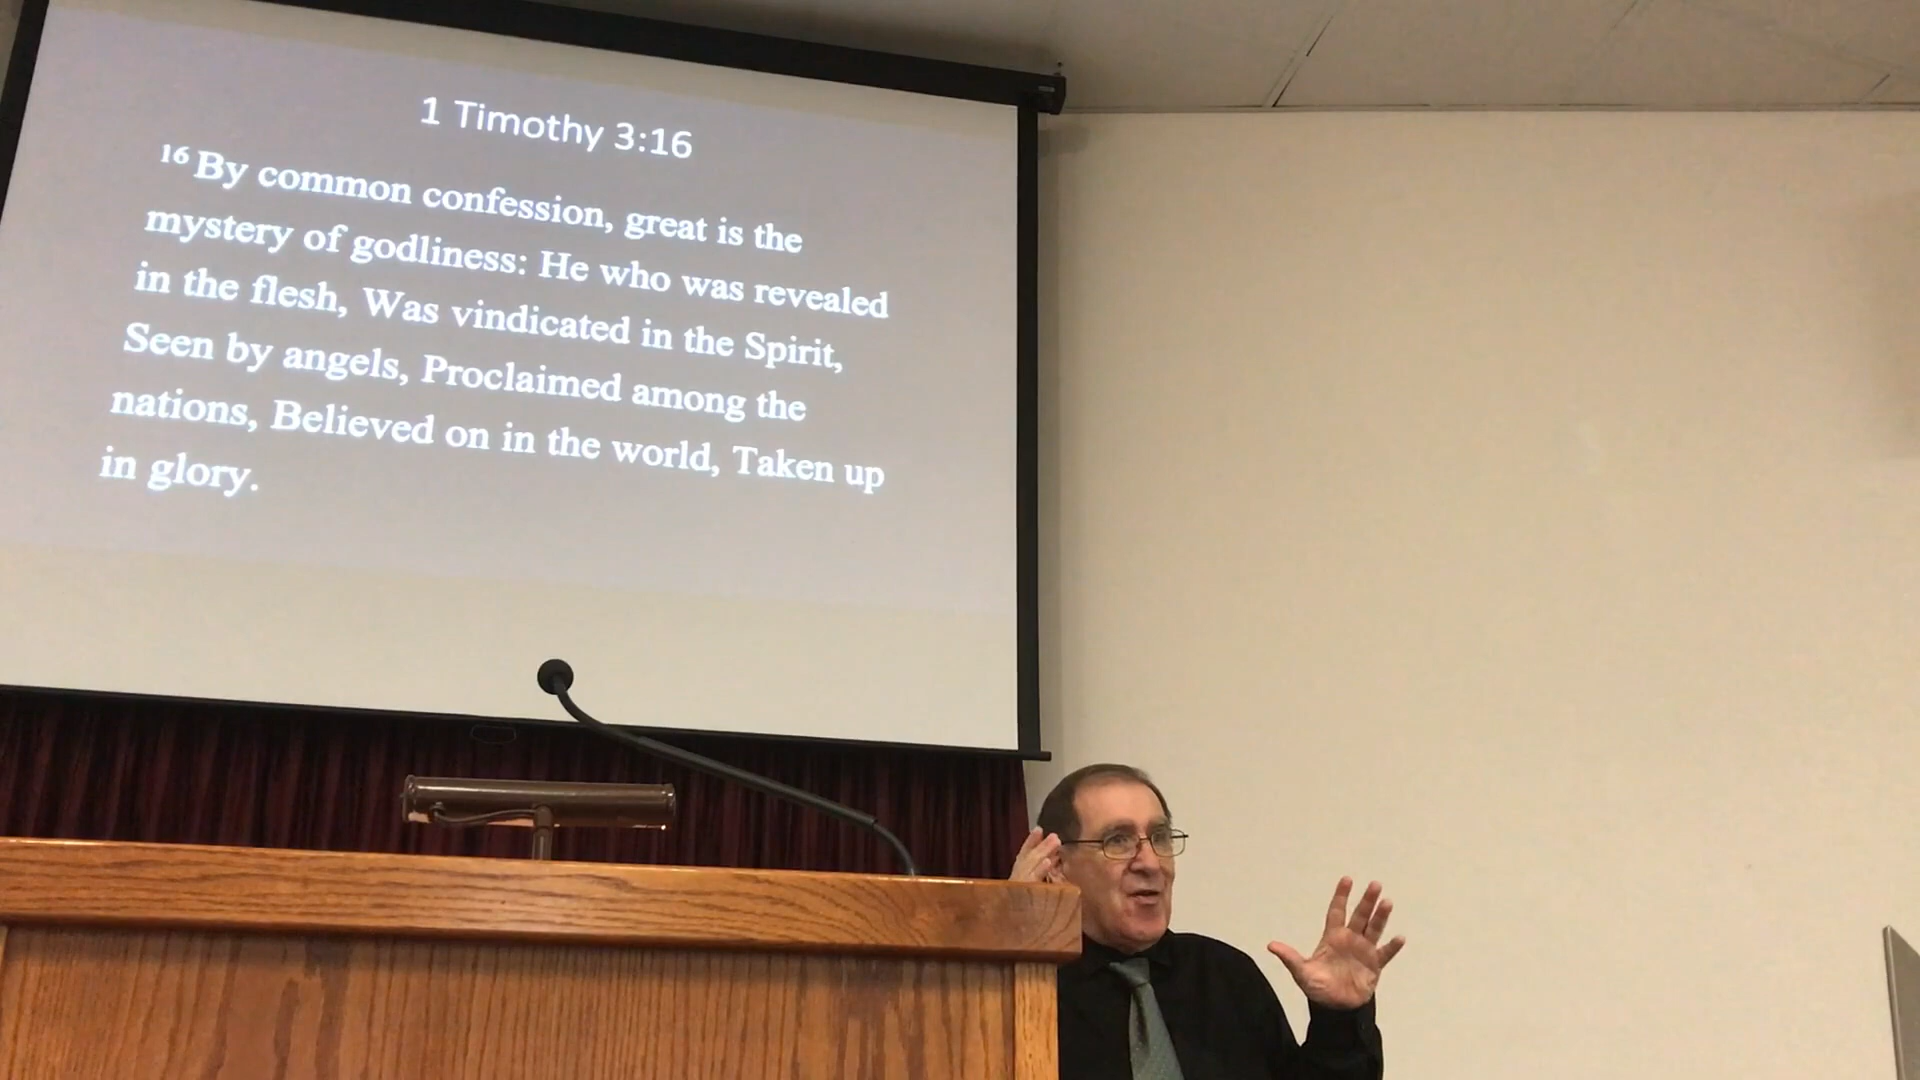 1 Timothy 3:16
16 By common confession, great is the
mystery of godliness: He who was revealed
in the flesh, Was vindicated in the Spirit,
Seen by angels, Proclaimed among the
nations, Believed on in the world, Taken up
in glory.